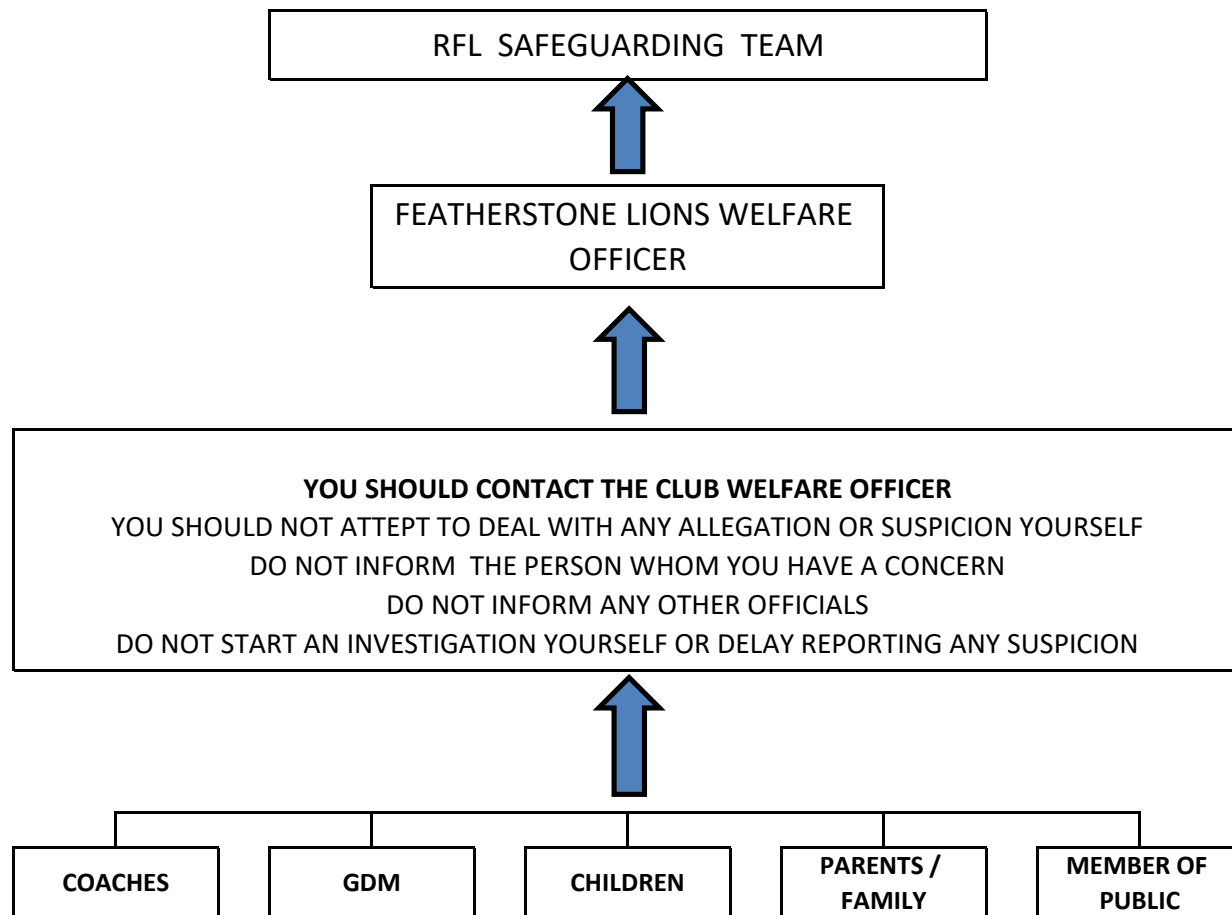 RFL SAFEGUARDING TEAM
FEATHERSTONE LIONS WELFARE
OFFICER
YOU SHOULD CONTACT THE CLUB WELFARE OFFICER
YOU SHOULD NOT ATTEPT TO DEAL WITH ANY ALLEGATION OR SUSPICION YOURSELF
DO NOT INFORM THE PERSON WHOM YOU HAVE A CONCERN
DO NOT INFORM ANY OTHER OFFICIALS
DO NOT START AN INVESTIGATION YOURSELF OR DELAY REPORTING ANY SUSPICION
COACHES
GDM
CHILDREN
PARENTS /
FAMILY
MEMBER OF
PUBLIC